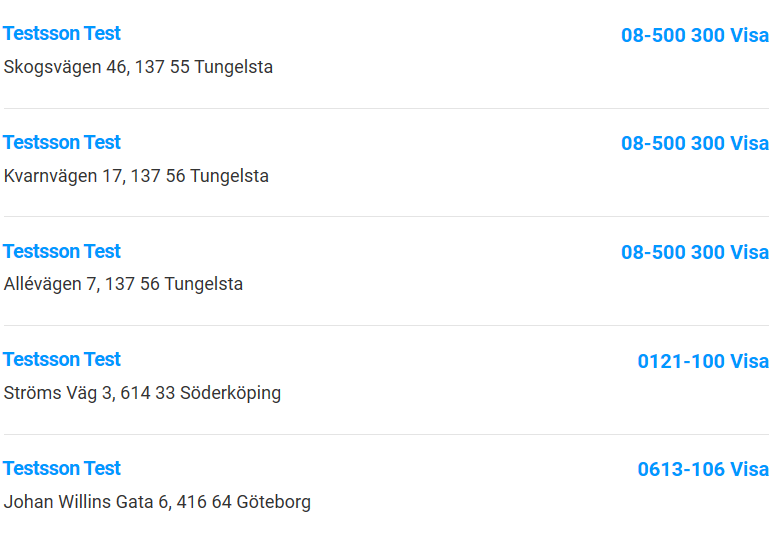 Testsson Test
08-500 300 Visa
Skogsvägen 46, 137 55 Tungelsta
Testsson Test
08-500 300 Visa
Kvarnvägen 17, 137 56 Tungelsta
Testsson Test
08-500 300 Visa
Allévägen 7, 137 56 Tungelsta
Testsson Test
0121-100 Visa
Ströms Väg 3, 614 33 Söderköping
Testsson Test
0613-106 Visa
Johan Willins Gata 6, 416 64 Göteborg